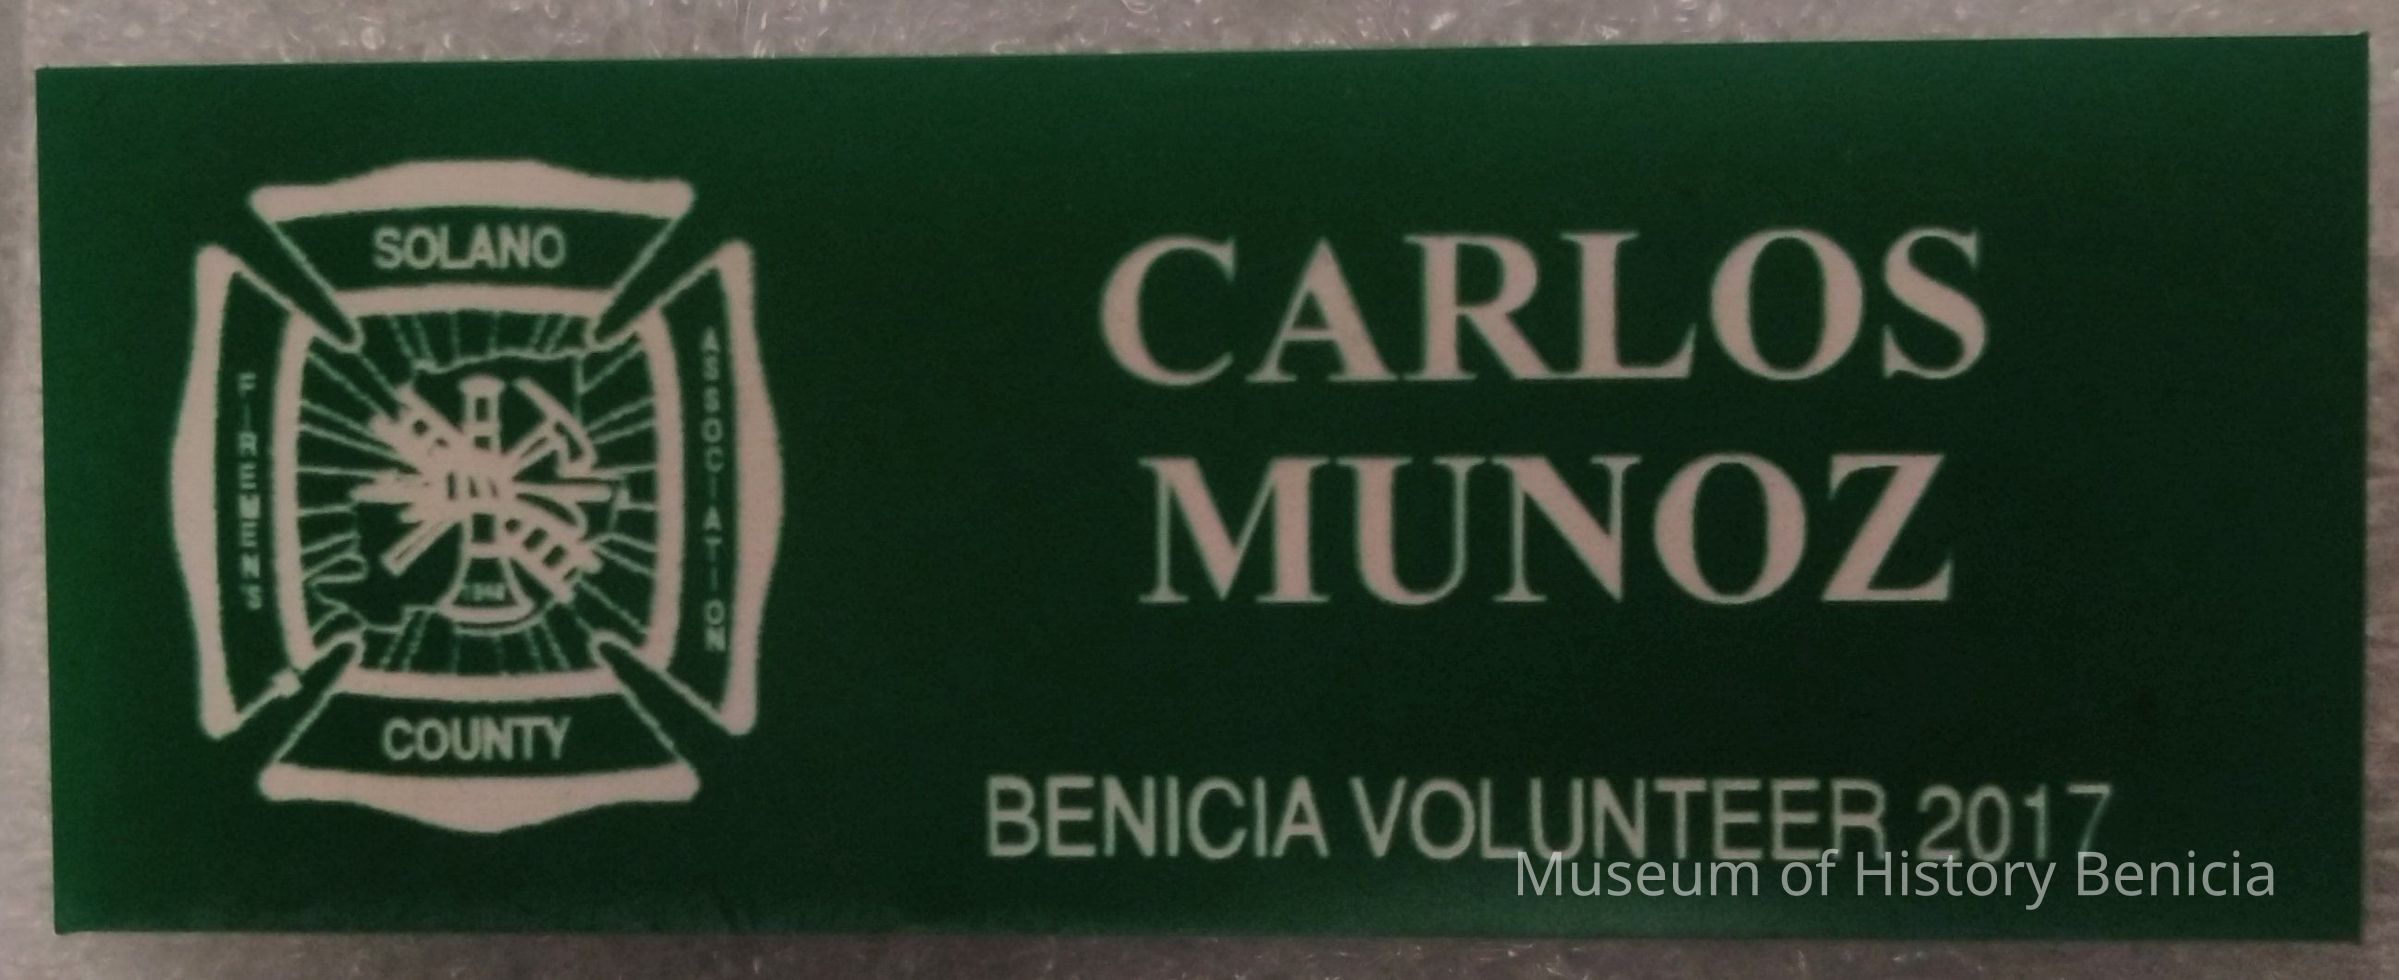 SOLANO
FIREMENS
ASSOCIATION
COUNTY
CARLOS
MUNOZ
BENICIA VOLUNTEER 2017
Museum of History Benicia